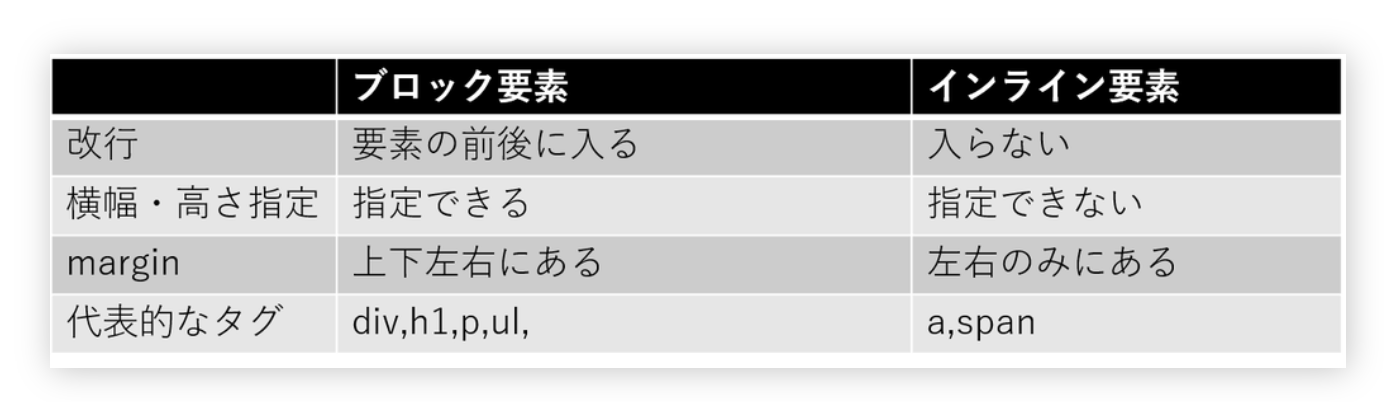 ブロック要素 インライン要素
改行 要素の前後に入る 入らない
横幅・高さ指定 指定できる 指定できない
margin 上下左右にある 左右のみにある
代表的なタグ div,h1,p,ul, a,span